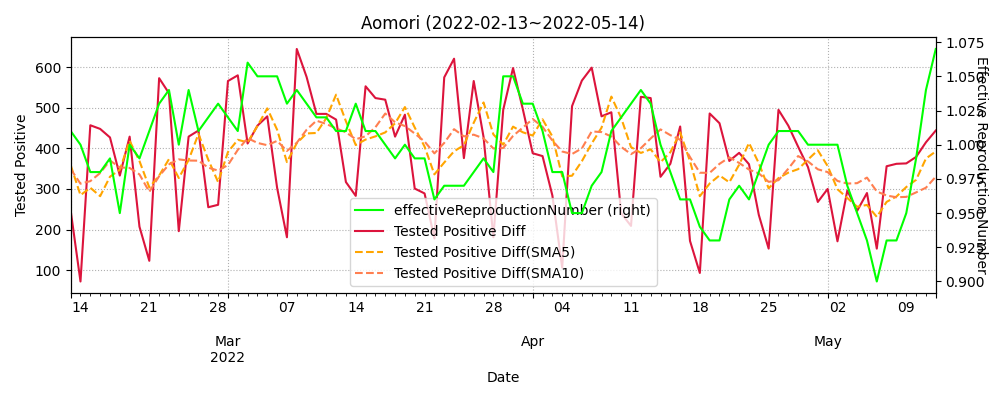 Aomori (2022-02-13~2022-05-14)
Tested Positive
600
500
400
300
200
100
1.075
1.050
1.025
1.000
0.975
0.950
0.925
0.900
Effective Reproduction Number
effectiveReproductionNumber (right)
Tested Positive Diff
Tested Positive Diff(SMA5)
Tested Positive Diff(SMA10)
14 21 28 07 14 21 28 04 11 18 25 02 09
Mar Apr May
2022
Date